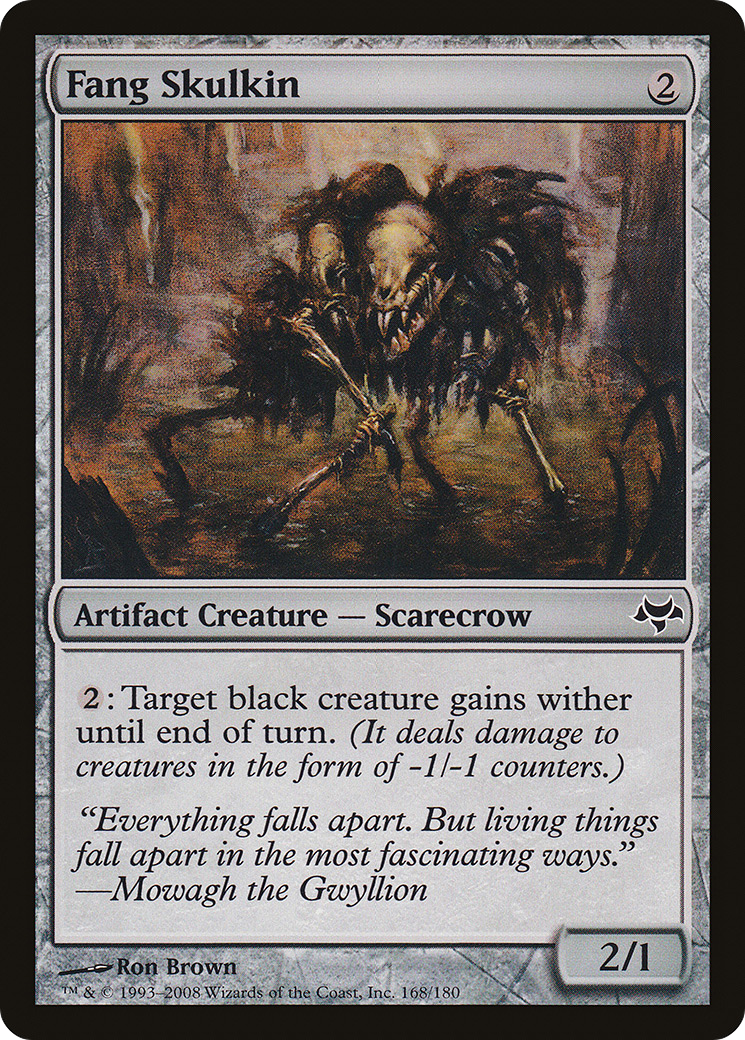 Fang Skulkin 2
Artifact Creature — Scarecrow
2: Target black creature gains wither
until end of turn. (It deals damage to
creatures in the form of -1/-1 counters.)
“Everything falls apart. But living things
fall apart in the most fascinating ways.”
—Mowagh the Gwyllion
2/1
Ron Brown
™ & © 1993–2008 Wizards of the Coast, Inc. 168/180